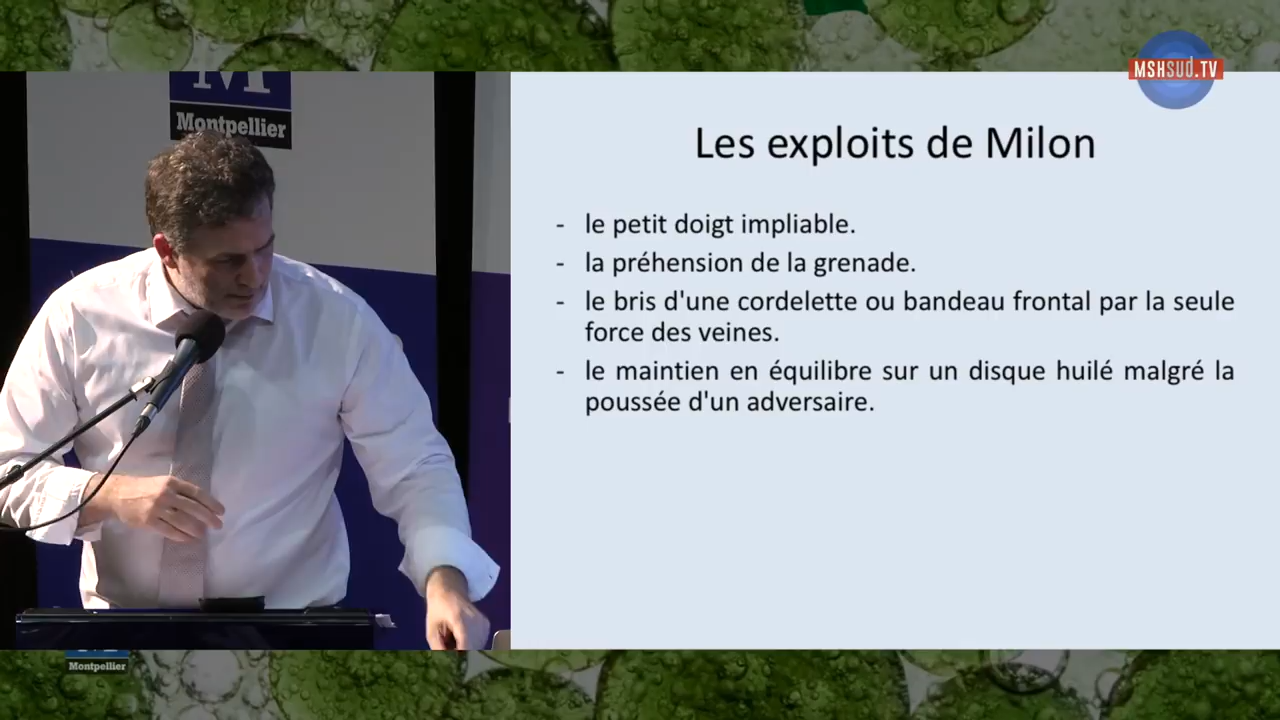 MSHSUD.TV
M
Montpellier
Les exploits de Milon
- le petit doigt impliable.
- la préhension de la grenade.
- le bris d'une cordelette ou bandeau frontal par la seule
force des veines.
- le maintien en équilibre sur un disque huilé malgré la
poussée d'un adversaire.
Montpellier